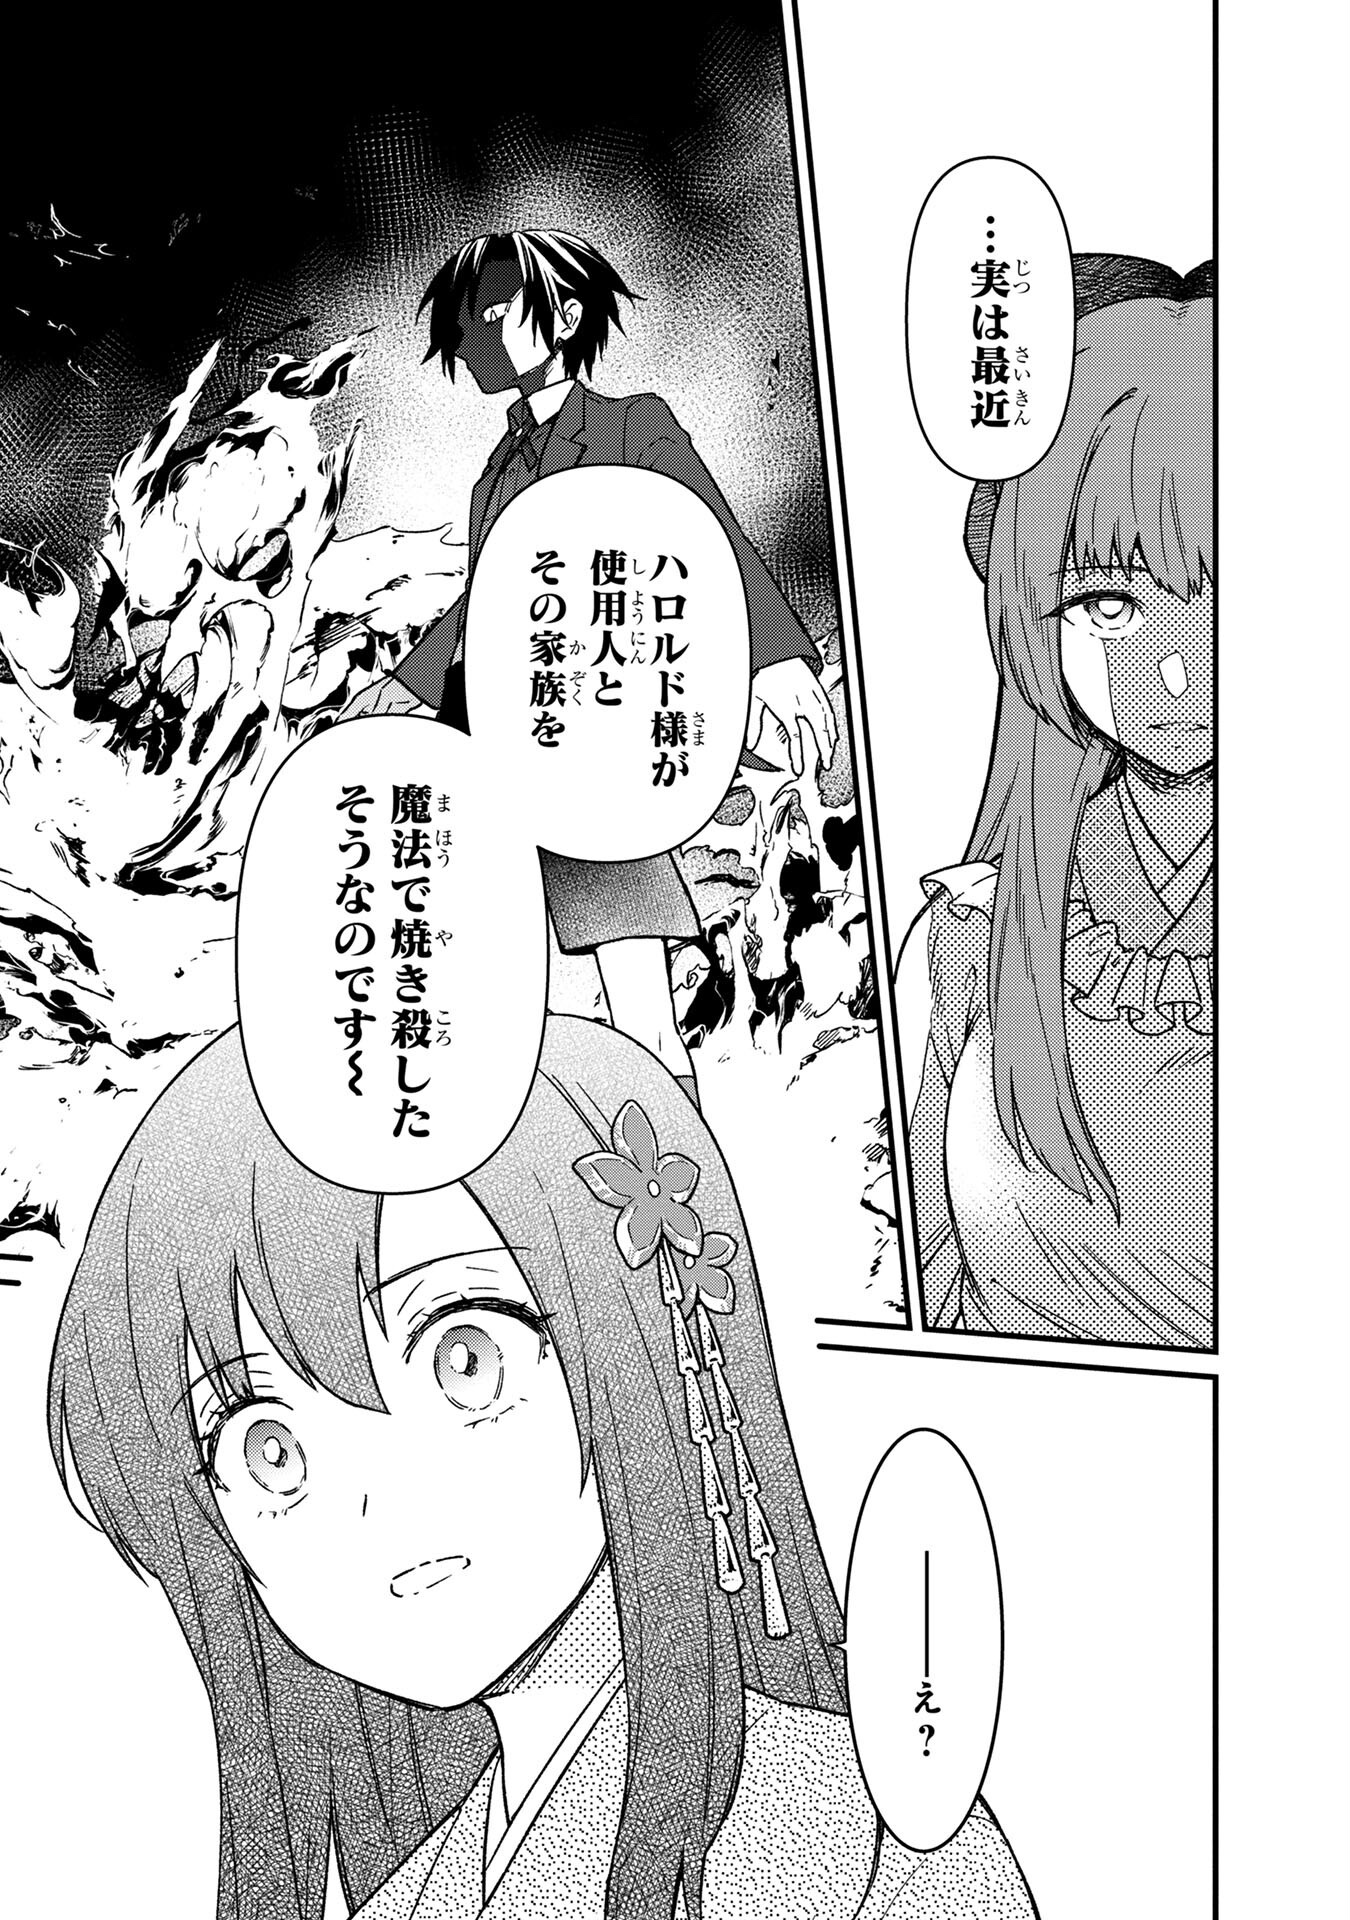 …実は最近
ハロルド様が
使用人と
その家族を
魔法で焼き殺した
そうなのです〜
──え？